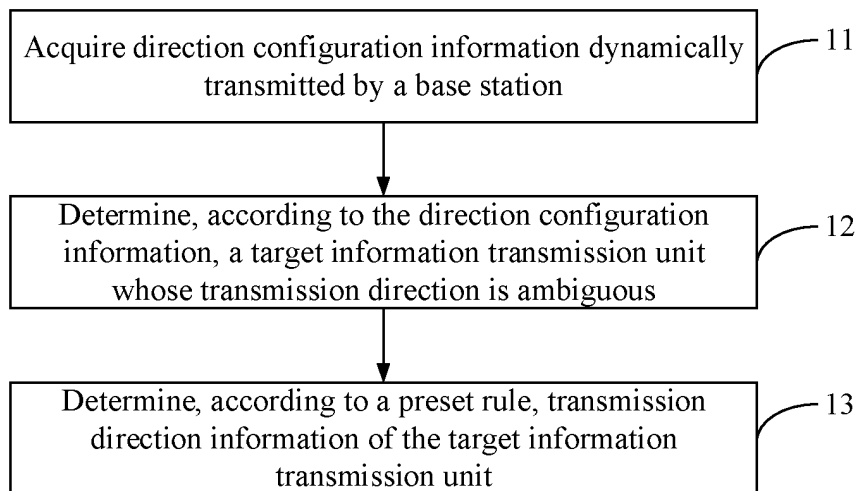 Acquire direction configuration information dynamically
transmitted by a base station
11
Determine, according to the direction configuration
information, a target information transmission unit
whose transmission direction is ambiguous
12
Determine, according to a preset rule, transmission
direction information of the target information
transmission unit
13